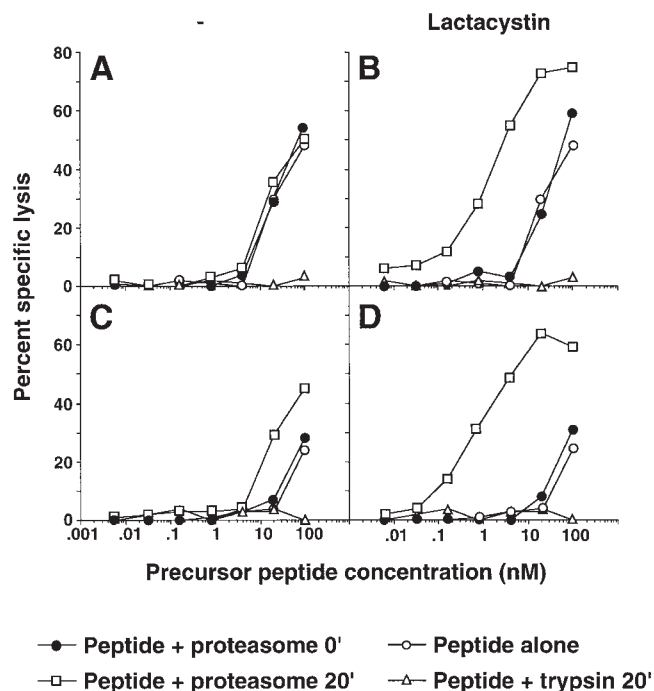 -
Lactacystin
A
B
80
60
40
20
0
Percent specific lysis
C
D
60
40
20
0
.001 .01 0.1 1 10 100 .01 0.1 1 10 100
Precursor peptide concentration (nM)
Peptide + proteasome 0' Peptide alone
Peptide + proteasome 20' Peptide + trypsin 20'